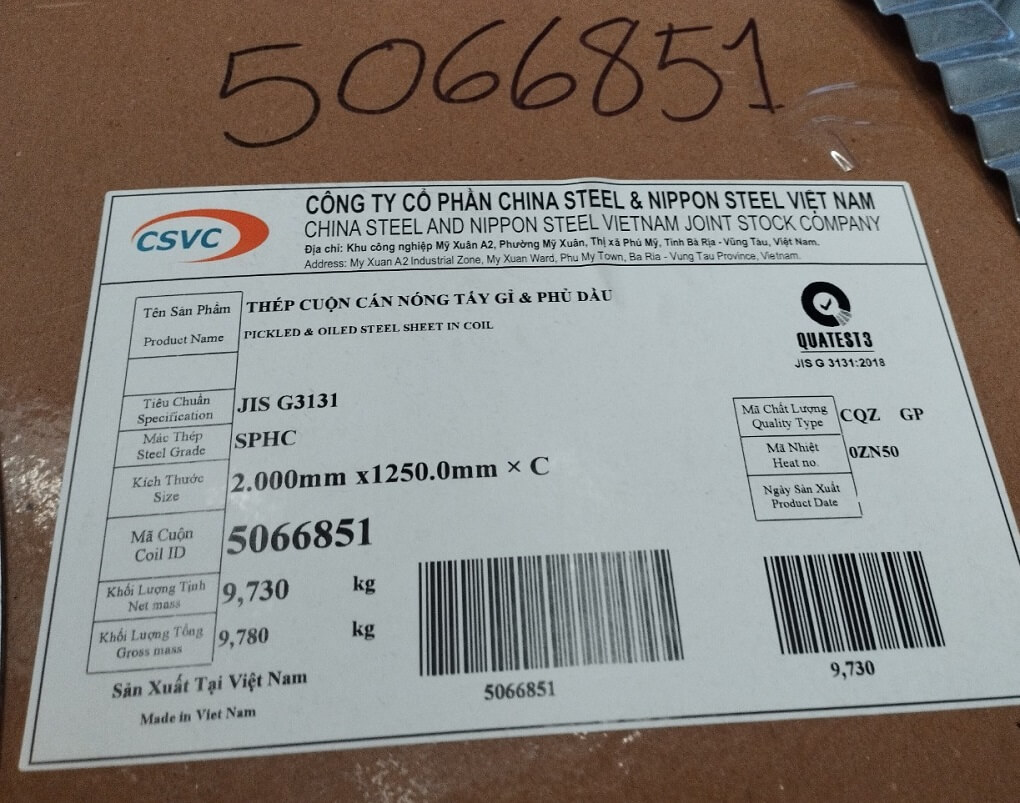 5066851
CSVC
CÔNG TY CỔ PHẦN CHINA STEEL & NIPPON STEEL VIỆT NAM
CHINA STEEL AND NIPPON STEEL VIETNAM JOINT STOCK COMPANY
Địa chỉ: Khu công nghiệp Mỹ Xuân A2, Phường Mỹ Xuân, Thị xã Phú Mỹ, Tỉnh Bà Rịa - Vũng Tàu, Việt Nam.
Address: My Xuan A2 Industrial Zone, My Xuan Ward, Phu My Town, Ba Ria - Vung Tau Province, Vietnam.
Tên Sản Phẩm THÉP CUỘN CÁN NÓNG TẨY GỈ & PHỦ DẦU
Product Name PICKLED & OILED STEEL SHEET IN COIL
QUATEST3
JIS G 3131:2018
Tiêu Chuẩn
Specification JIS G3131
Mã Chất Lượng
Quality Type CQZ GP
Mác Thép
Steel Grade SPHC
Mã Nhiệt
Heat no. 0ZN50
Kích Thước
Size 2.000mm x1250.0mm × C
Ngày Sản Xuất
Product Date
Mã Cuộn
Coil ID 5066851
Khối Lượng Tịnh
Net mass 9,730 kg
Khối Lượng Tổng
Gross mass 9,780 kg
5066851
9,730
Sản Xuất Tại Việt Nam
Made in Viet Nam